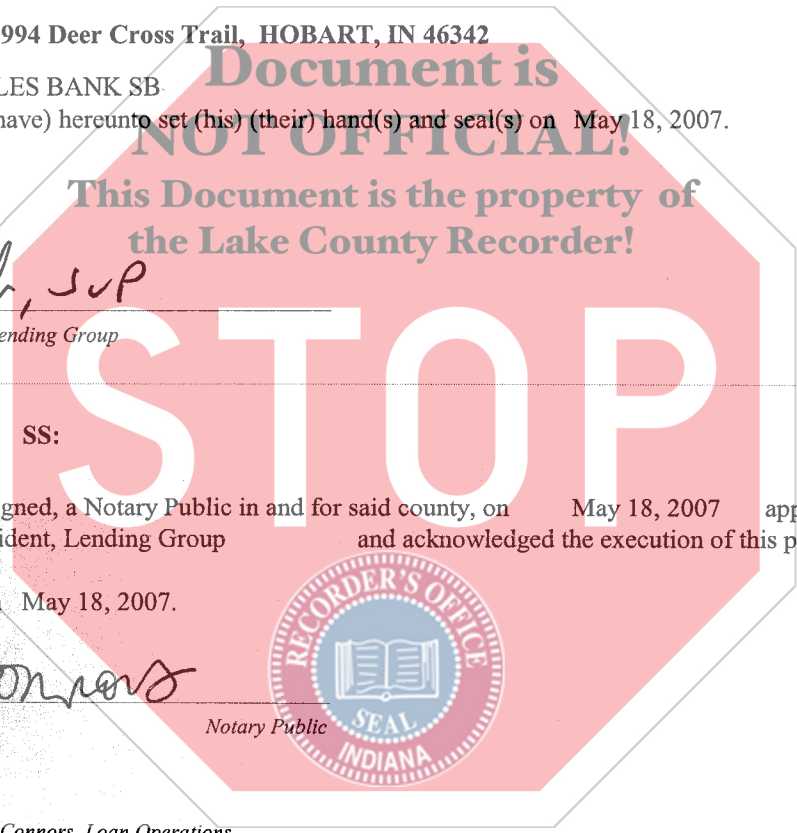 994 Deer Cross Trail, HOBART, IN 46342
Document is
LES BANK SB
have) hereunto set (his) (their) hand(s) and seal(s) on May 18, 2007.
NOT OFFICIAL!
This Document is the property of
the Lake County Recorder!
, SVP
ending Group
STOP
SS:
gned, a Notary Public in and for said county, on May 18, 2007 app
ident, Lending Group and acknowledged the execution of this p
May 18, 2007.
RECORDER'S OFFICE
SEAL
INDIANA
Notary Public
Connors, Loan Operations